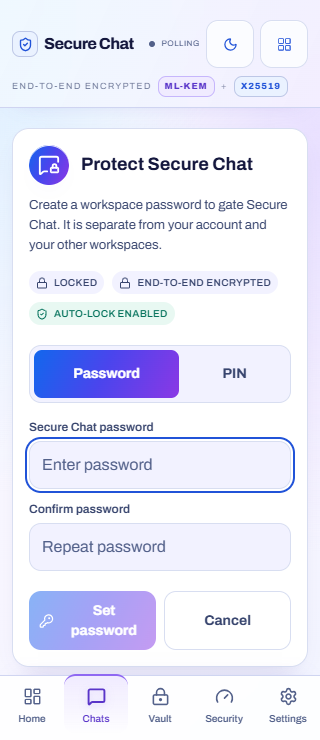 Secure Chat
POLLING
END-TO-END ENCRYPTED ML-KEM + X25519
Protect Secure Chat
Create a workspace password to gate Secure
Chat. It is separate from your account and
your other workspaces.
LOCKED
END-TO-END ENCRYPTED
AUTO-LOCK ENABLED
Password
PIN
Secure Chat password
Enter password
Confirm password
Repeat password
Set
password
Cancel
Home
Chats
Vault
Security
Settings